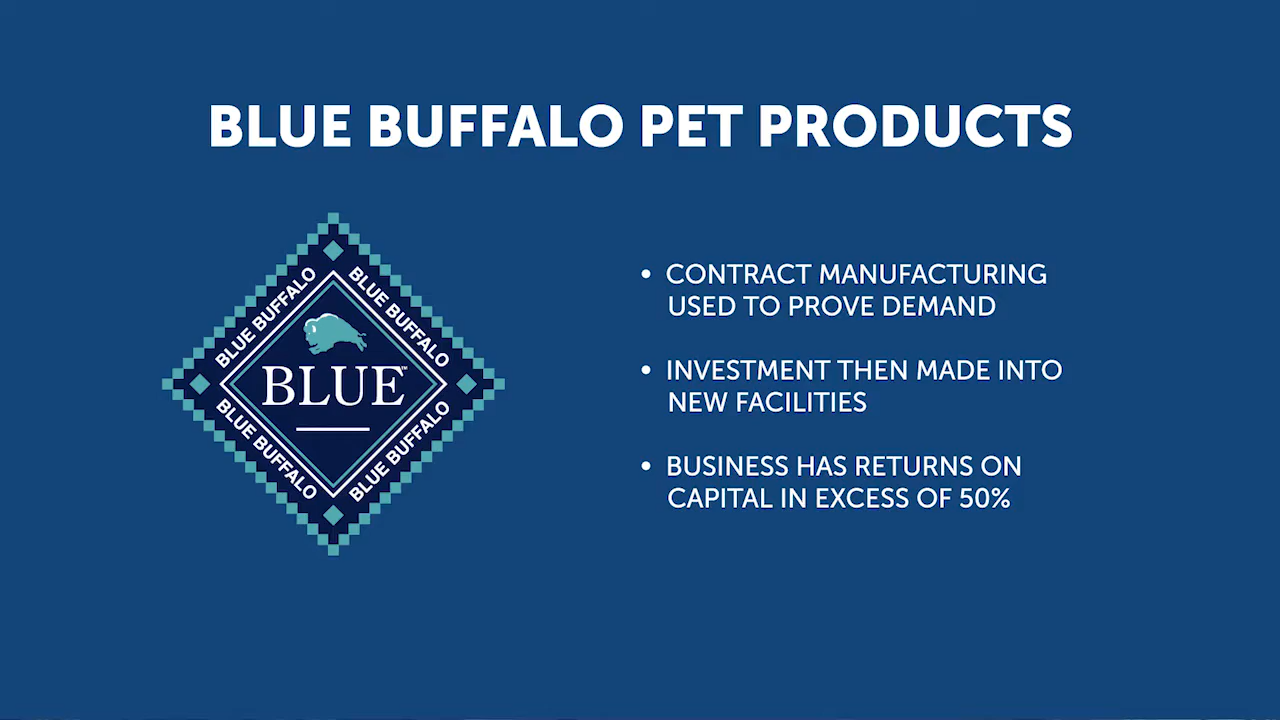 BLUE BUFFALO PET PRODUCTS
BLUE BUFFALO
BLUE BUFFALO
BLUE™
BLUE BUFFALO
BLUE BUFFALO
• CONTRACT MANUFACTURING
USED TO PROVE DEMAND
• INVESTMENT THEN MADE INTO
NEW FACILITIES
• BUSINESS HAS RETURNS ON
CAPITAL IN EXCESS OF 50%